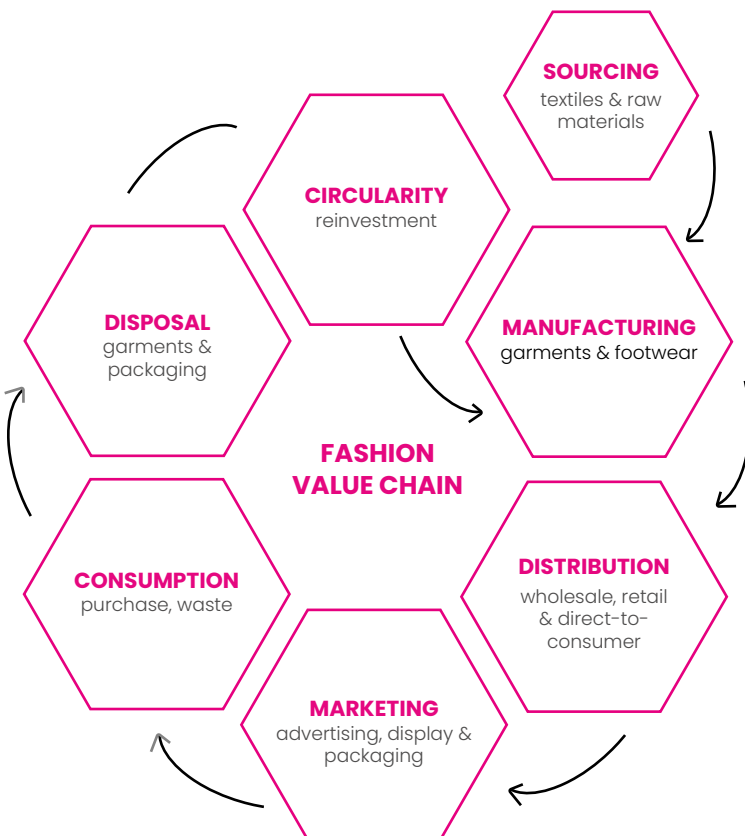 SOURCING
textiles & raw
materials
CIRCULARITY
reinvestment
MANUFACTURING
garments & footwear
DISPOSAL
garments &
packaging
FASHION
VALUE CHAIN
DISTRIBUTION
wholesale, retail
& direct-to-
consumer
CONSUMPTION
purchase, waste
MARKETING
advertising, display &
packaging